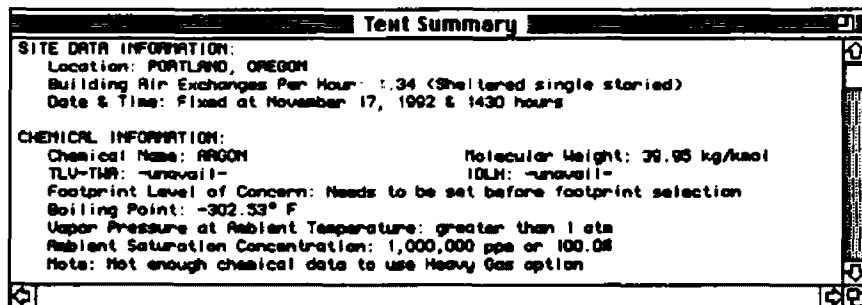 Text Summary
SITE DATA INFORMATION:
Location: PORTLAND, OREGON
Building Air Exchanges Per Hour: 1.34 (Sheltered single storied)
Date & Time: Fixed at November 17, 1992 & 1430 hours
CHEMICAL INFORMATION:
Chemical Name: ARGON Molecular Weight: 39.95 kg/kmol
TLV-TWA: -unavail- IDLH: -unavail-
Footprint Level of Concern: Needs to be set before footprint selection
Boiling Point: -302.53° F
Vapor Pressure at Ambient Temperature: greater than 1 atm
Ambient Saturation Concentration: 1,000,000 ppm or 100.0%
Note: Not enough chemical data to use Heavy Gas option